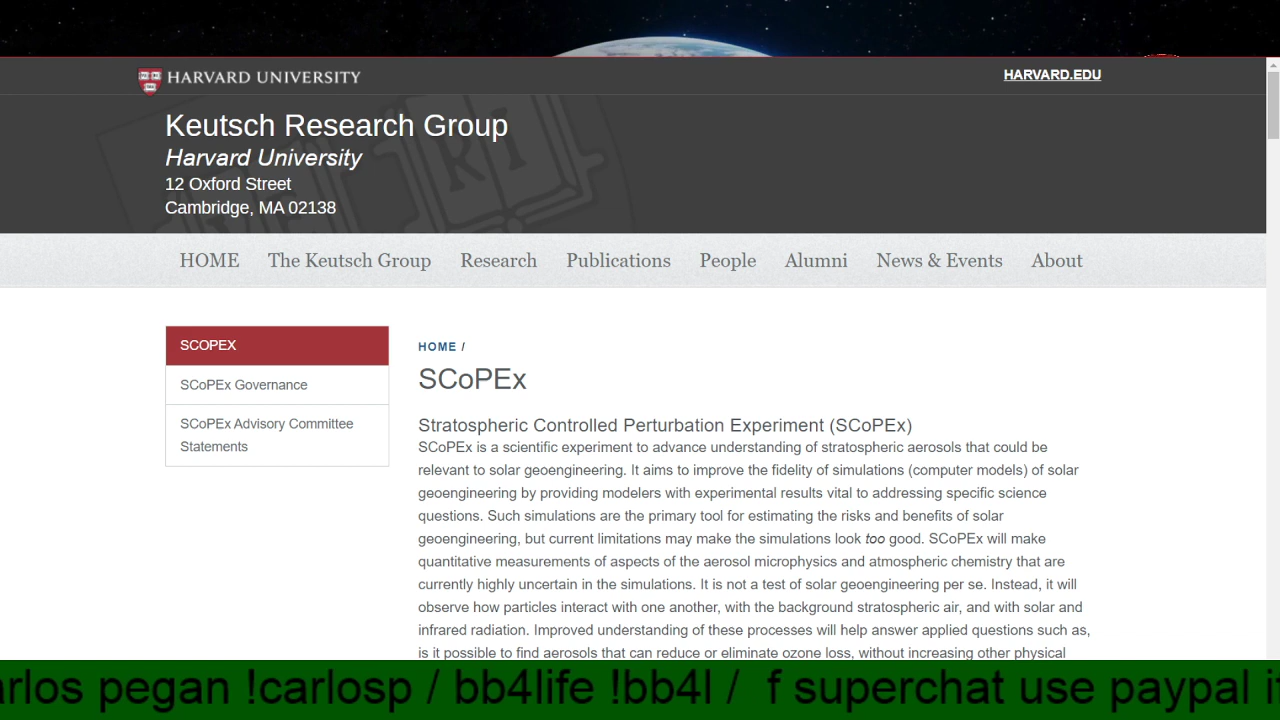 HARVARD UNIVERSITY
HARVARD.EDU
Keutsch Research Group
Harvard University
12 Oxford Street
Cambridge, MA 02138
HOME The Keutsch Group Research Publications People Alumni News & Events About
SCOPEX
SCoPEx Governance
SCoPEx Advisory Committee
Statements
HOME /
SCoPEx
Stratospheric Controlled Perturbation Experiment (SCoPEx)
SCoPEx is a scientific experiment to advance understanding of stratospheric aerosols that could be
relevant to solar geoengineering. It aims to improve the fidelity of simulations (computer models) of solar
geoengineering by providing modelers with experimental results vital to addressing specific science
questions. Such simulations are the primary tool for estimating the risks and benefits of solar
geoengineering, but current limitations may make the simulations look too good. SCoPEx will make
quantitative measurements of aspects of the aerosol microphysics and atmospheric chemistry that are
currently highly uncertain in the simulations. It is not a test of solar geoengineering per se. Instead, it will
observe how particles interact with one another, with the background stratospheric air, and with solar and
infrared radiation. Improved understanding of these processes will help answer applied questions such as,
is it possible to find aerosols that can reduce or eliminate ozone loss, without increasing other physical
arlos pegan !carlosp / bb4life !bb4l / f superchat use paypal it